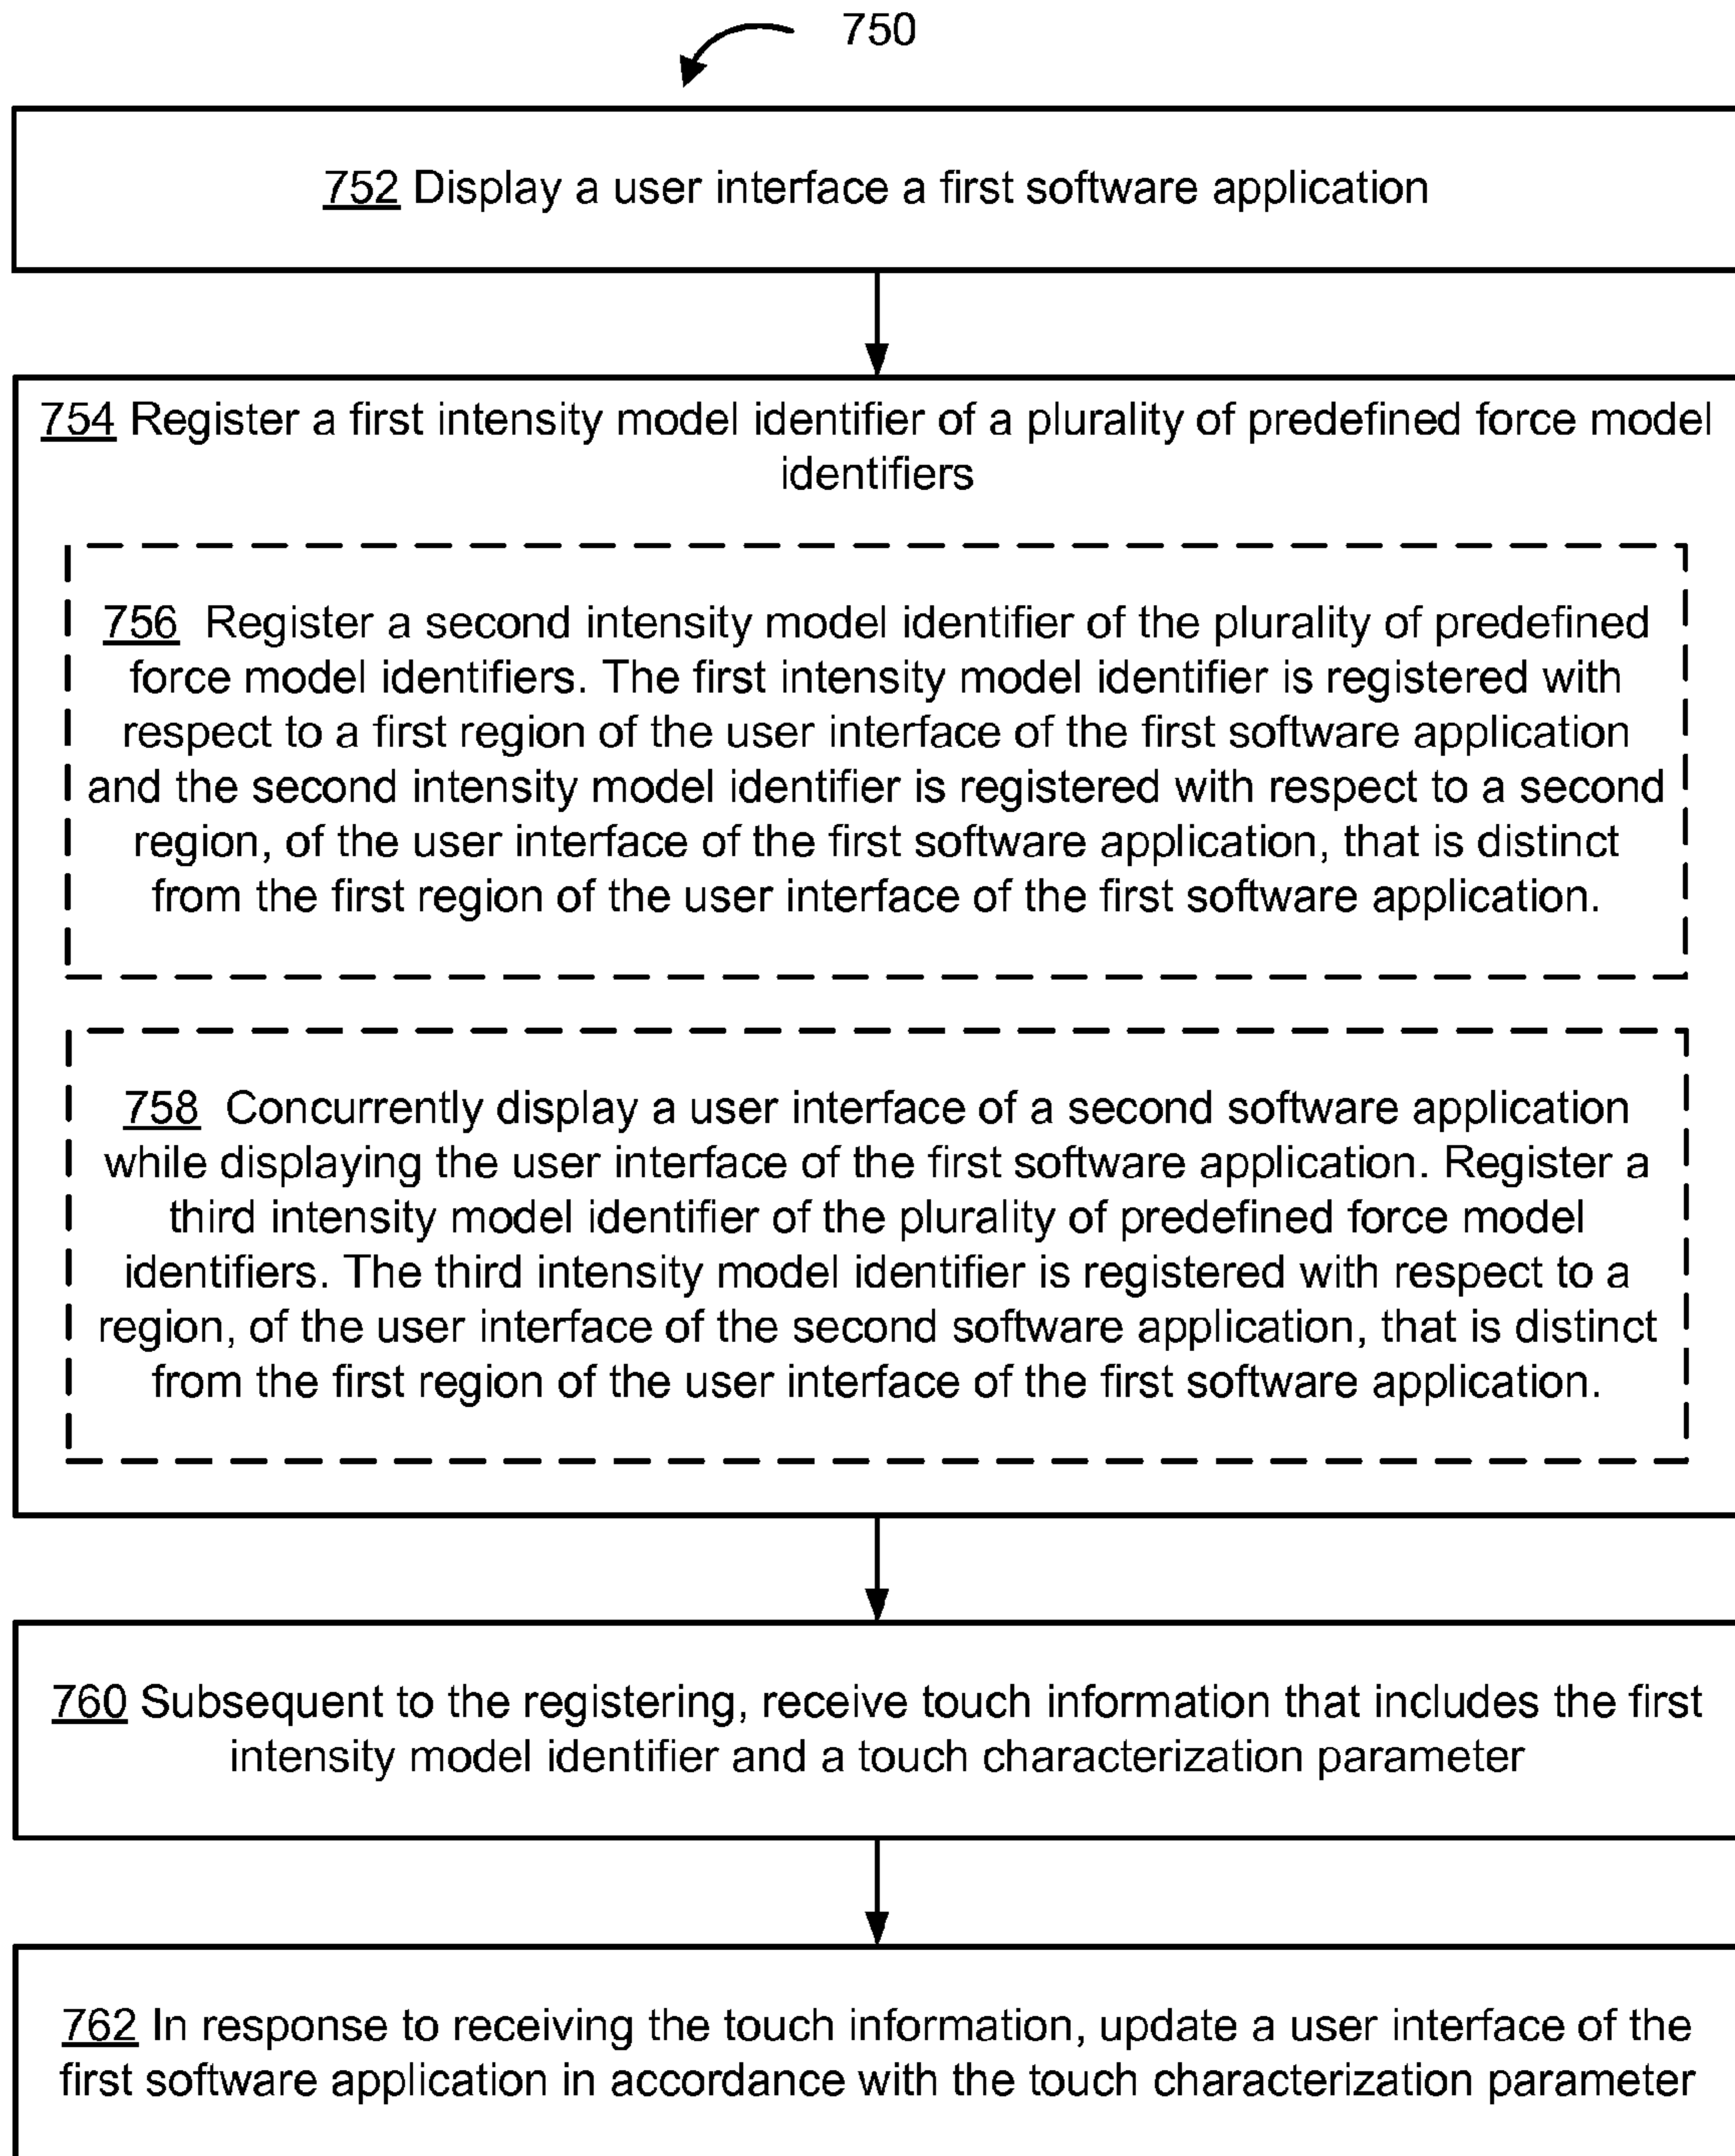 750
752 Display a user interface a first software application
754 Register a first intensity model identifier of a plurality of predefined force model
identifiers
756 Register a second intensity model identifier of the plurality of predefined
force model identifiers. The first intensity model identifier is registered with
respect to a first region of the user interface of the first software application
and the second intensity model identifier is registered with respect to a second
region, of the user interface of the first software application, that is distinct
from the first region of the user interface of the first software application.
758 Concurrently display a user interface of a second software application
while displaying the user interface of the first software application. Register a
third intensity model identifier of the plurality of predefined force model
identifiers. The third intensity model identifier is registered with respect to a
region, of the user interface of the second software application, that is distinct
from the first region of the user interface of the first software application.
760 Subsequent to the registering, receive touch information that includes the first
intensity model identifier and a touch characterization parameter
762 In response to receiving the touch information, update a user interface of the
first software application in accordance with the touch characterization parameter